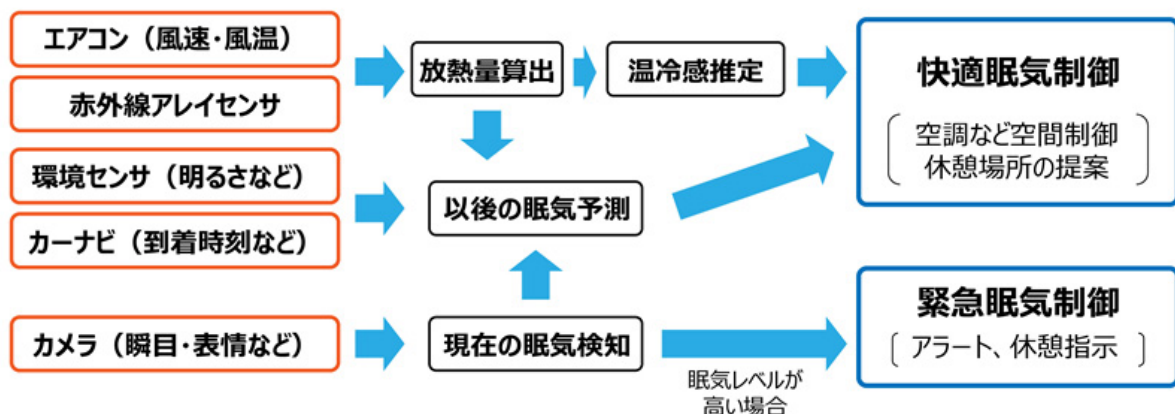 エアコン（風速・風温）
赤外線アレイセンサ
環境センサ（明るさなど）
カーナビ（到着時刻など）
カメラ（瞬目・表情など）
放熱量算出
温冷感推定
以後の眠気予測
現在の眠気検知
眠気レベルが
高い場合
快適眠気制御
空調など空間制御
休憩場所の提案
緊急眠気制御
アラート、休憩指示